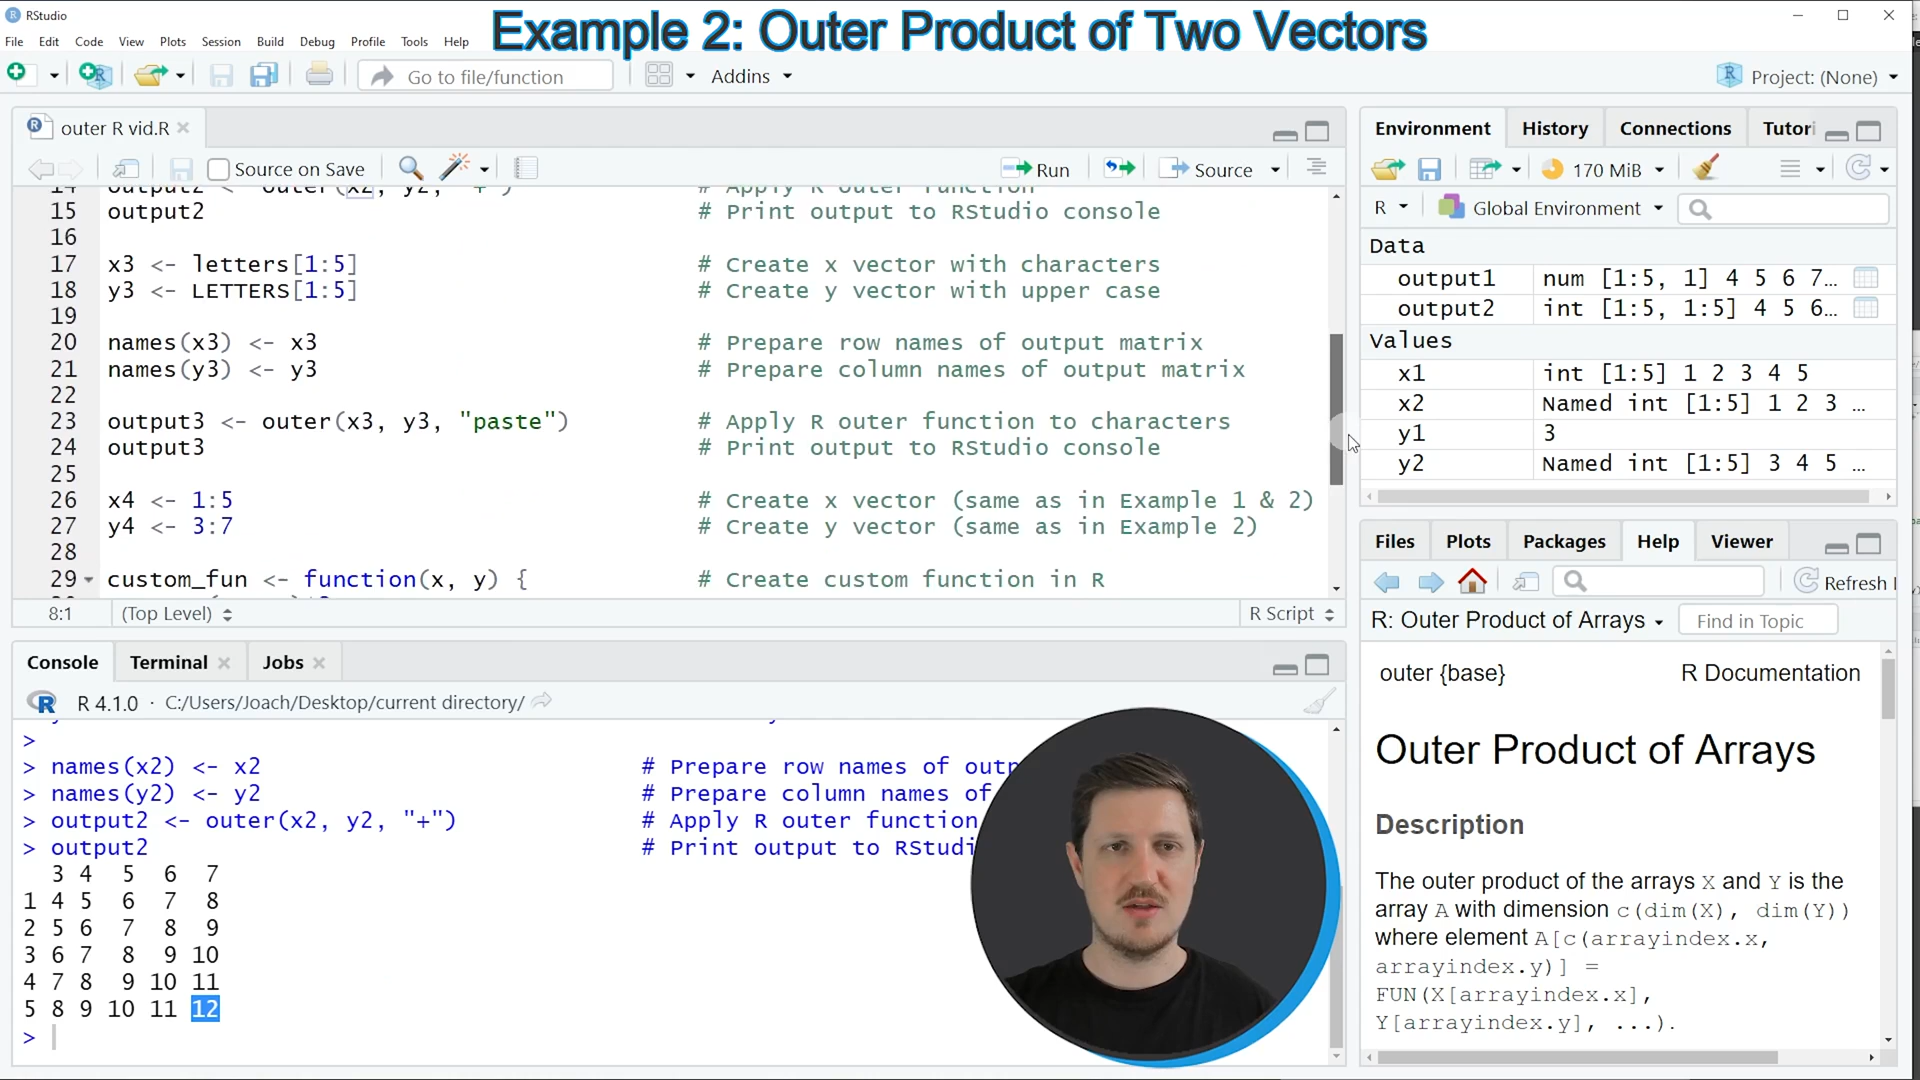 RStudio
Example 2: Outer Product of Two Vectors
File Edit Code View Plots Session Build Debug Profile Tools Help
Go to file/function
Addins
Project: (None)
outer R vid.R
Source on Save
Run
Source
14 output2 <- outer(x2, y2, "+") # Apply R outer function
15 output2 # Print output to RStudio console
16
17 x3 <- letters[1:5] # Create x vector with characters
18 y3 <- LETTERS[1:5] # Create y vector with upper case
19
20 names(x3) <- x3 # Prepare row names of output matrix
21 names(y3) <- y3 # Prepare column names of output matrix
22
23 output3 <- outer(x3, y3, "paste") # Apply R outer function to characters
24 output3 # Print output to RStudio console
25
26 x4 <- 1:5 # Create x vector (same as in Example 1 & 2)
27 y4 <- 3:7 # Create y vector (same as in Example 2)
28
29 custom_fun <- function(x, y) { # Create custom function in R
8:1 (Top Level) R Script
Console Terminal Jobs
R 4.1.0 · C:/Users/Joach/Desktop/current directory/
>
> names(x2) <- x2 # Prepare row names of outp
> names(y2) <- y2 # Prepare column names of
> output2 <- outer(x2, y2, "+") # Apply R outer function
> output2 # Print output to RStudi
3 4 5 6 7
1 4 5 6 7 8
2 5 6 7 8 9
3 6 7 8 9 10
4 7 8 9 10 11
5 8 9 10 11 12
>
Environment History Connections Tutori
170 MiB
R Global Environment
Data
output1 num [1:5, 1] 4 5 6 7…
output2 int [1:5, 1:5] 4 5 6…
Values
x1 int [1:5] 1 2 3 4 5
x2 Named int [1:5] 1 2 3 …
y1 3
y2 Named int [1:5] 3 4 5 …
Files Plots Packages Help Viewer
Refresh
R: Outer Product of Arrays
Find in Topic
outer {base} R Documentation
Outer Product of Arrays
Description
The outer product of the arrays X and Y is the
array A with dimension c(dim(X), dim(Y))
where element A[c(arrayindex.x,
arrayindex.y)] =
FUN(X[arrayindex.x],
Y[arrayindex.y], ...).